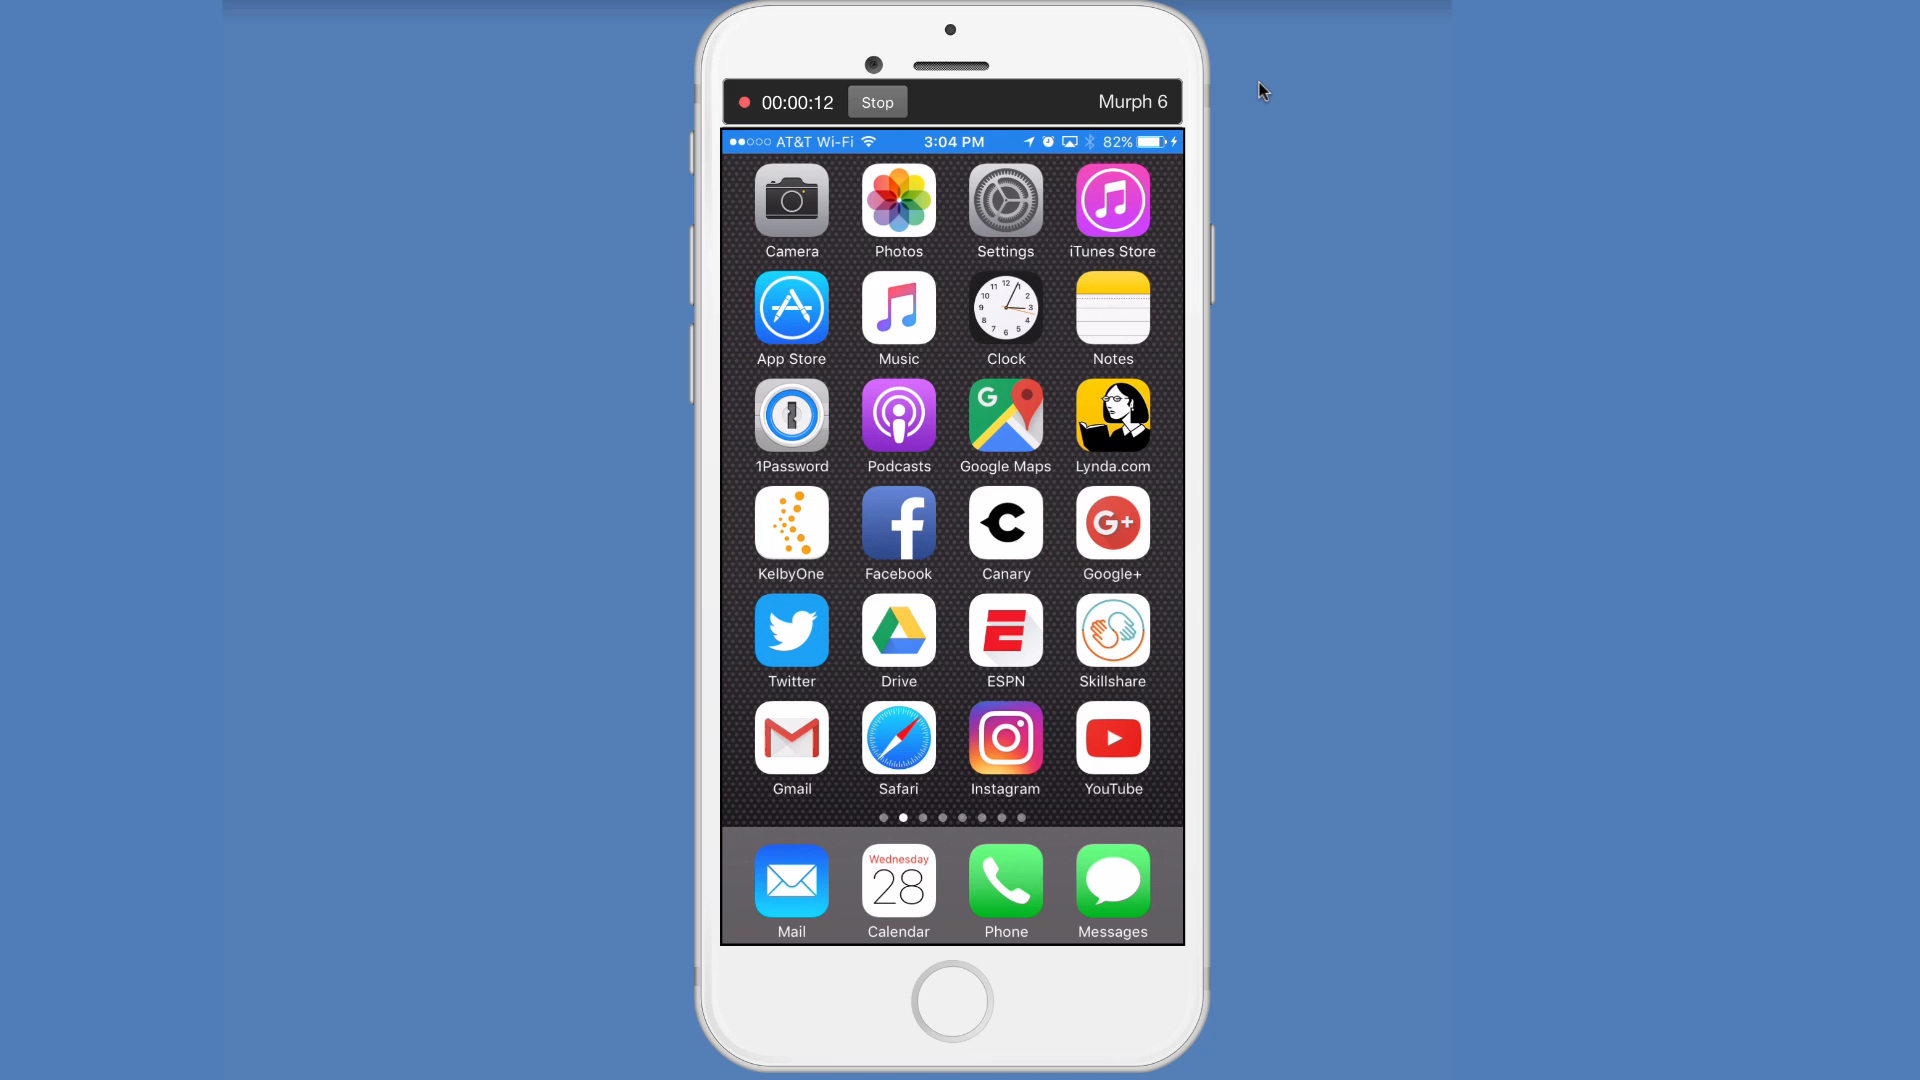 00:00:12 Stop Murph 6
AT&T Wi-Fi 3:04 PM 82%
Camera Photos Settings iTunes Store
App Store Music Clock Notes
1Password Podcasts Google Maps Lynda.com
KelbyOne Facebook Canary Google+
Twitter Drive ESPN Skillshare
Gmail Safari Instagram YouTube
Wednesday
28
Mail Calendar Phone Messages